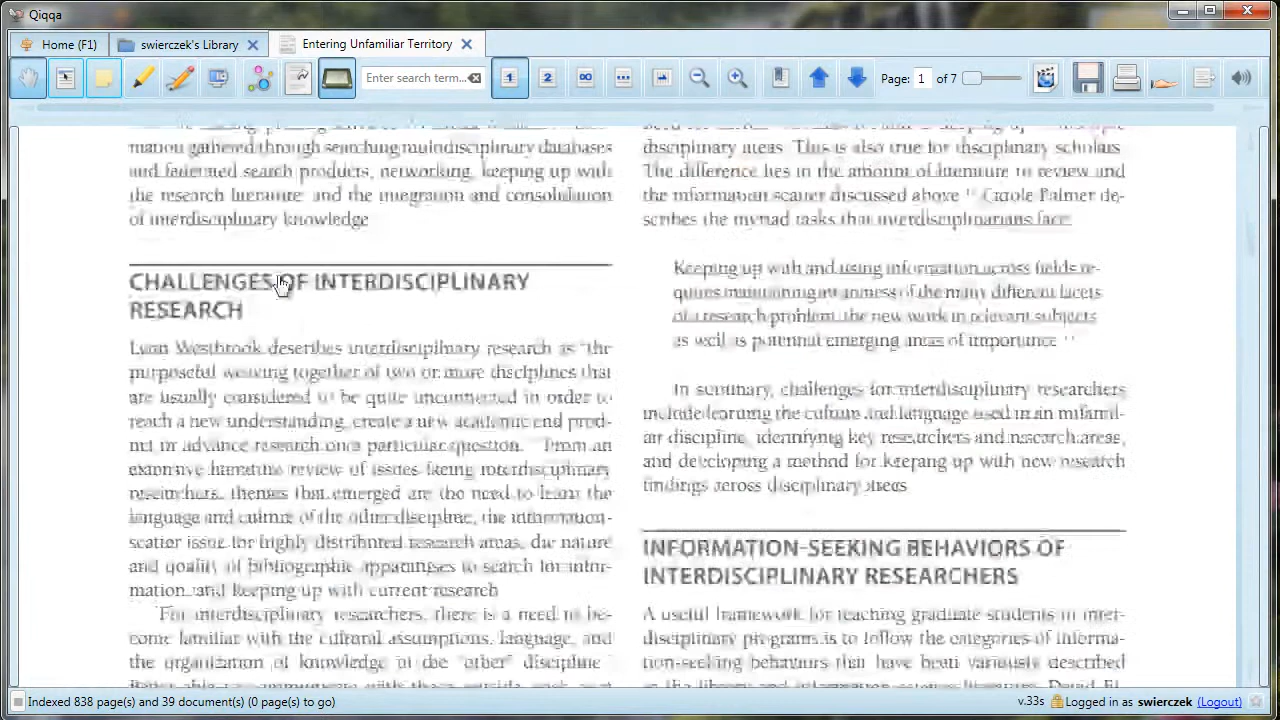 Qiqqa
Home (F1)
swierczek's Library
Entering Unfamiliar Territory
Enter search term...
1
2
Page: 1 of 7
mation gathered through searching multidisciplinary databases
and federated search products, networking, keeping up with
the research literature and the integration and consolidation
of interdisciplinary knowledge
CHALLENGES OF INTERDISCIPLINARY
RESEARCH
Lynn Westbrook describes interdisciplinary research as "the
purposeful weaving together of two or more disciplines that
are usually considered to be quite unconnected in order to
reach a new understanding, create a new academic end prod-
uct or advance research on a particular question.
From an
extensive literature review of issues facing interdisciplinary
researchers, themes that emerged are the need to learn the
language and culture of the other discipline, the information-
scatter issue for highly distributed research areas, the nature
and quality of bibliographic apparatuses to search for infor-
mation and keeping up with current research
For interdisciplinary researchers, there is a need to be-
come familiar with the cultural assumptions, language, and
the organization of knowledge of the "other" discipline
disciplinary areas. This is also true for disciplinary scholars.
The difference lies in the amount of literature to review and
the information scatter discussed above Carole Palmer de-
scribes the myriad tasks that interdisciplinarians face
Keeping up with and using information across fields re-
quires maintaining awareness of the many different facets
of a research problem, the new work in relevant subjects
as well as potential emerging areas of importance
In summary, challenges for interdisciplinary researchers
include learning the culture and language used in an unfamil-
iar discipline, identifying key researchers and research areas,
and developing a method for keeping up with new research
findings across disciplinary areas
INFORMATION-SEEKING BEHAVIORS OF
INTERDISCIPLINARY RESEARCHERS
A useful framework for teaching graduate students in inter-
disciplinary programs is to follow the categories of informa-
tion-seeking behaviors that have been variously described
Indexed 838 page(s) and 39 document(s) (0 page(s) to go)
v.33s
Logged in as swierczek (Logout)